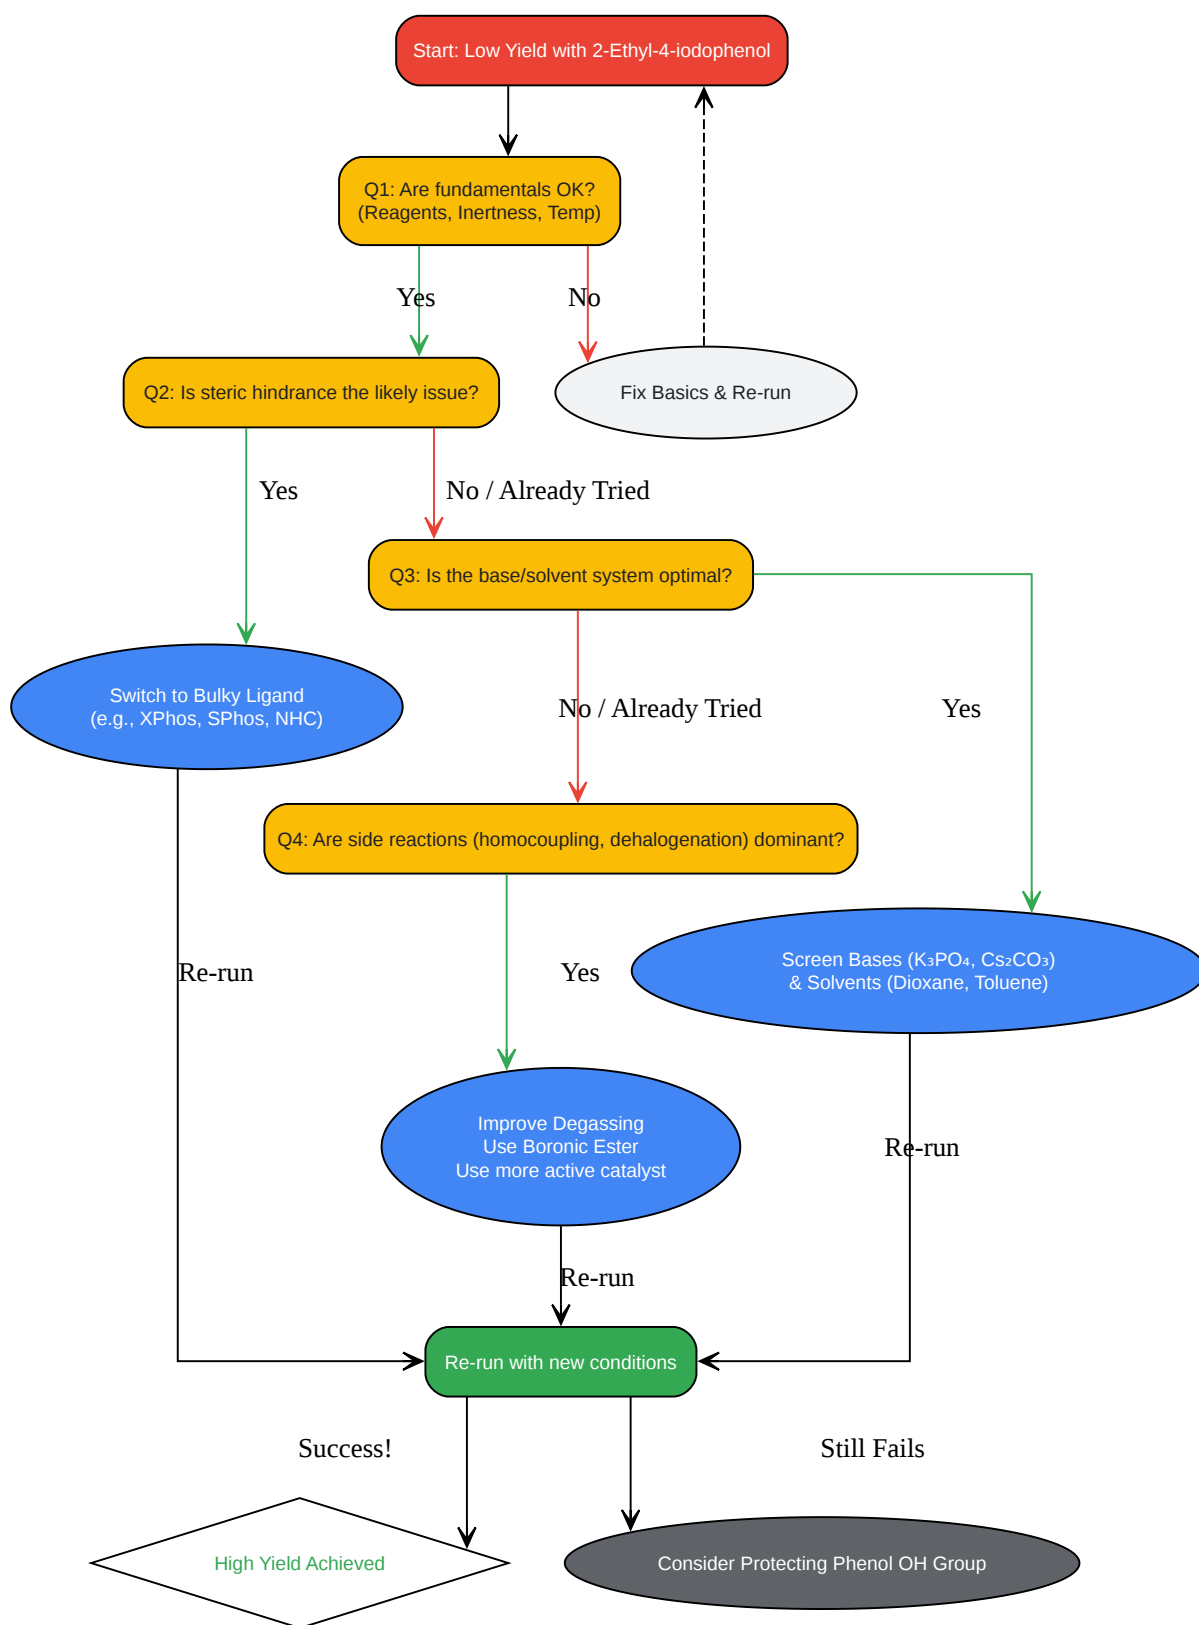 Start: Low Yield with 2-Ethyl-4-iodophenol
Q1: Are fundamentals OK?
(Reagents, Inertness, Temp)
Yes
No
Q2: Is steric hindrance the likely issue?
Fix Basics & Re-run
Yes
No / Already Tried
Q3: Is the base/solvent system optimal?
Switch to Bulky Ligand
(e.g., XPhos, SPhos, NHC)
No / Already Tried
Yes
Q4: Are side reactions (homocoupling, dehalogenation) dominant?
Re-run
Yes
Screen Bases (K₃PO₄, Cs₂CO₃)
& Solvents (Dioxane, Toluene)
Improve Degassing
Use Boronic Ester
Use more active catalyst
Re-run
Re-run
Re-run with new conditions
Success!
Still Fails
High Yield Achieved
Consider Protecting Phenol OH Group